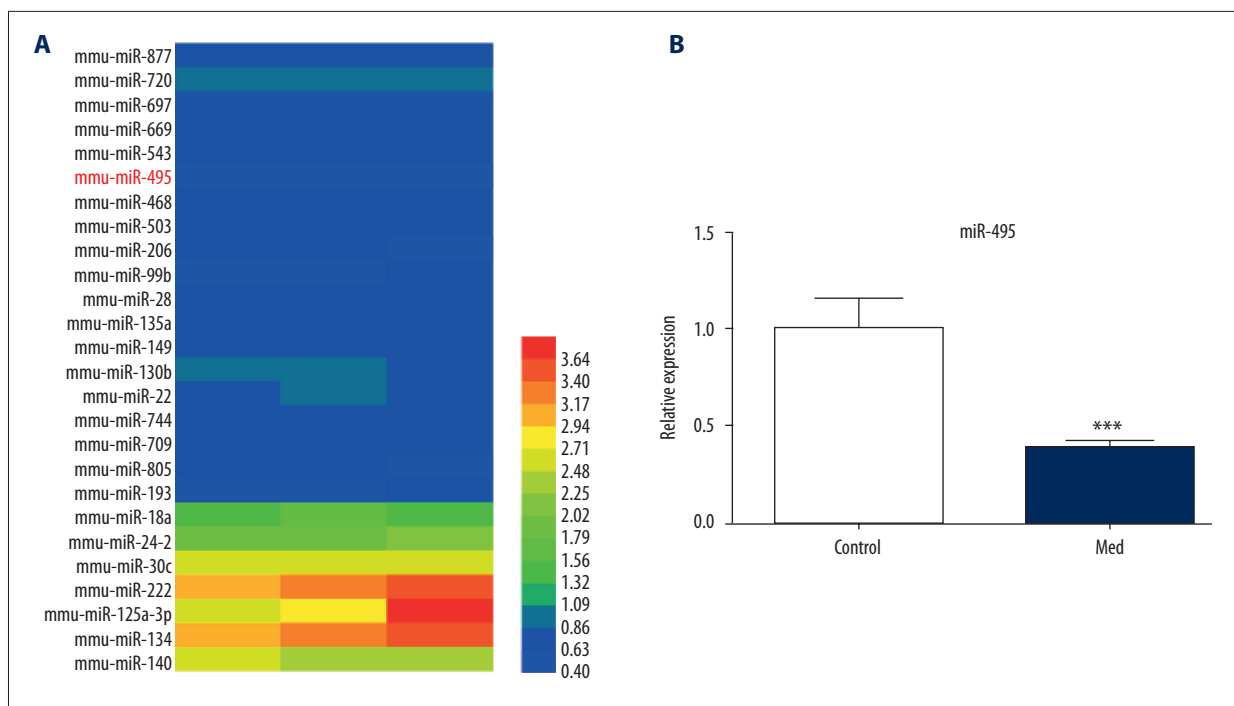 A
mmu-miR-877
mmu-miR-720
mmu-miR-697
mmu-miR-669
mmu-miR-543
mmu-miR-495
mmu-miR-468
mmu-miR-503
mmu-miR-206
mmu-miR-99b
mmu-miR-28
mmu-miR-135a
mmu-miR-149
mmu-miR-130b
mmu-miR-22
mmu-miR-744
mmu-miR-709
mmu-miR-805
mmu-miR-193
mmu-miR-18a
mmu-miR-24-2
mmu-miR-30c
mmu-miR-222
mmu-miR-125a-3p
mmu-miR-134
mmu-miR-140
3.64
3.40
3.17
2.94
2.71
2.48
2.25
2.02
1.79
1.56
1.32
1.09
0.86
0.63
0.40
B
miR-495
Relative expression
1.5
1.0
0.5
0.0
***
Control
Med